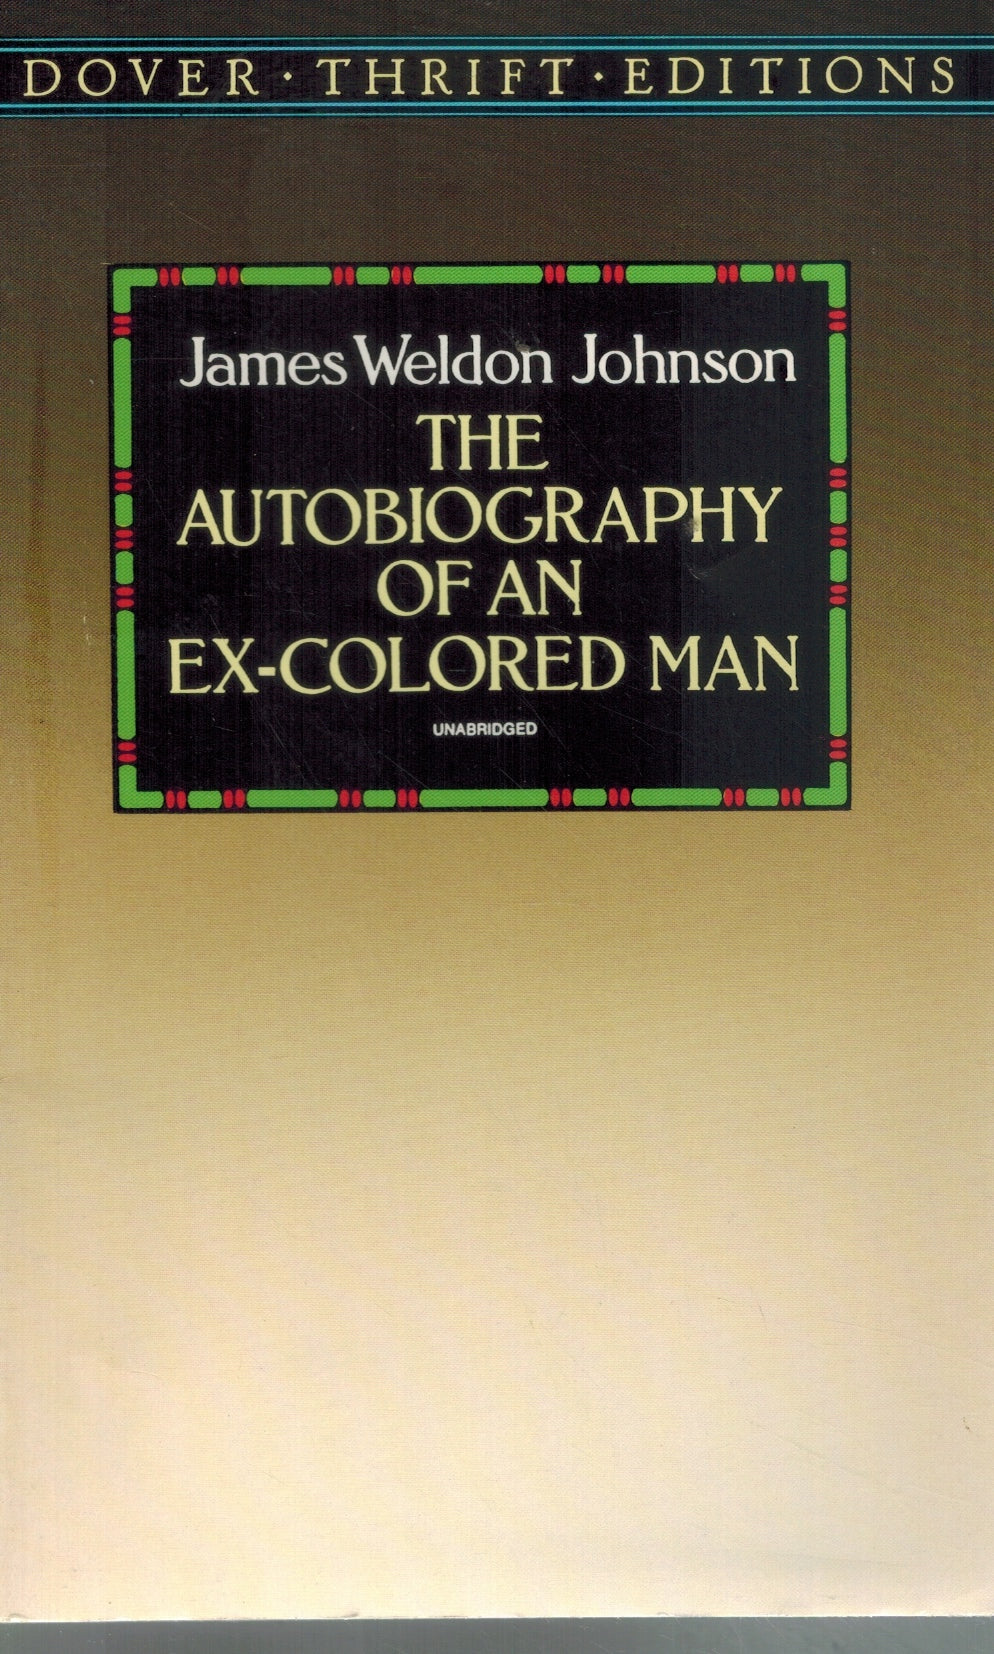 DOVER · THRIFT · EDITIONS
James Weldon Johnson
THE
AUTOBIOGRAPHY
OF AN
EX-COLORED MAN
UNABRIDGED